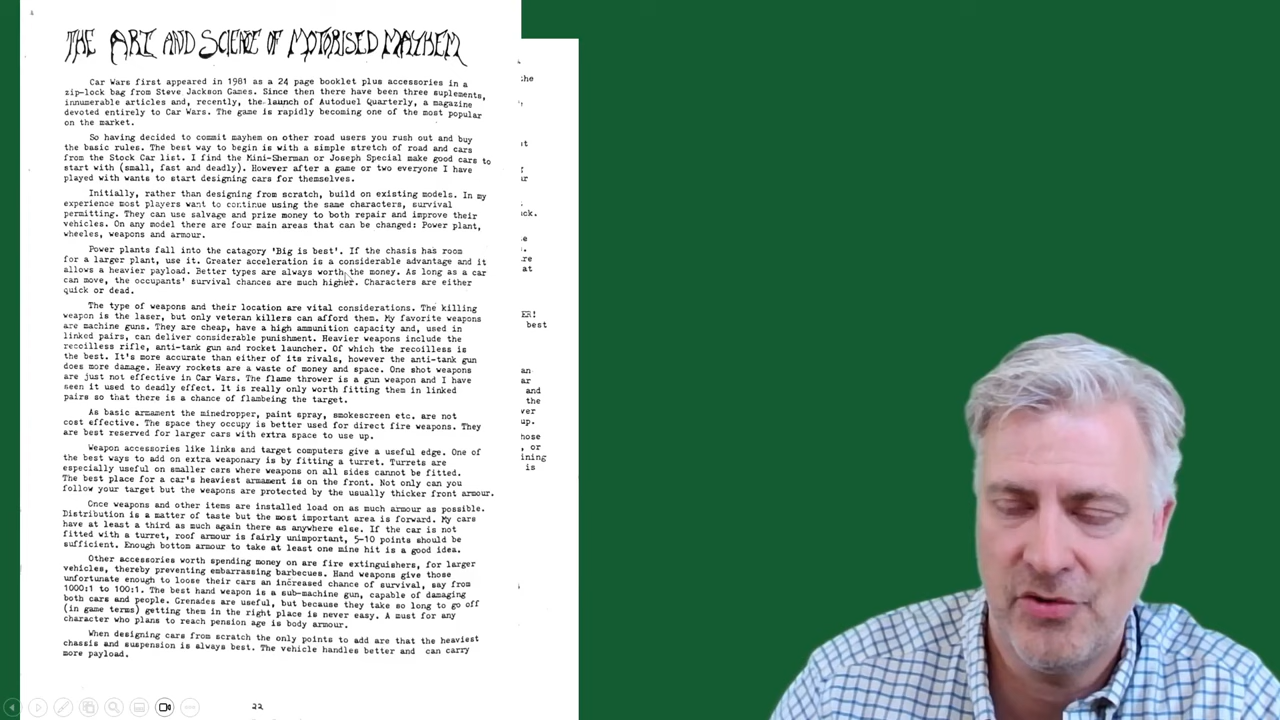 THE ART AND SCIENCE OF MOTORISED MAYHEM
Car Wars first appeared in 1981 as a 24 page booklet plus accessories in a
zip-lock bag from Steve Jackson Games. Since then there have been three suplements,
innumerable articles and, recently, the launch of Autoduel Quarterly, a magazine
devoted entirely to Car Wars. The game is rapidly becoming one of the most popular
on the market.
So having decided to commit mayhem on other road users you rush out and buy
the basic rules. The best way to begin is with a simple stretch of road and cars
from the Stock Car list. I find the Mini-Sherman or Joseph Special make good cars to
start with (small, fast and deadly). However after a game or two everyone I have
played with wants to start designing cars for themselves.
Initially, rather than designing from scratch, build on existing models. In my
experience most players want to continue using the same characters, survival
permitting. They can use salvage and prize money to both repair and improve their
vehicles. On any model there are four main areas that can be changed: Power plant,
wheeles, weapons and armour.
Power plants fall into the catagory 'Big is best'. If the chasis has room
for a larger plant, use it. Greater acceleration is a considerable advantage and it
allows a heavier payload. Better types are always worth the money. As long as a car
can move, the occupants' survival chances are much higher. Characters are either
quick or dead.
The type of weapons and their location are vital considerations. The killing
weapon is the laser, but only veteran killers can afford them. My favorite weapons
are machine guns. They are cheap, have a high ammunition capacity and, used in
linked pairs, can deliver considerable punishment. Heavier weapons include the
recoilless rifle, anti-tank gun and rocket launcher. Of which the recoilless is
the best. It's more accurate than either of its rivals, however the anti-tank gun
does more damage. Heavy rockets are a waste of money and space. One shot weapons
are just not effective in Car Wars. The flame thrower is a gun weapon and I have
seen it used to deadly effect. It is really only worth fitting them in linked
pairs so that there is a chance of flambeing the target.
As basic armament the minedropper, paint spray, smokescreen etc. are not
cost effective. The space they occupy is better used for direct fire weapons. They
are best reserved for larger cars with extra space to use up.
Weapon accessories like links and target computers give a useful edge. One of
the best ways to add on extra weaponary is by fitting a turret. Turrets are
especially useful on smaller cars where weapons on all sides cannot be fitted.
The best place for a car's heaviest armament is on the front. Not only can you
follow your target but the weapons are protected by the usually thicker front armour.
Once weapons and other items are installed load on as much armour as possible.
Distribution is a matter of taste but the most important area is forward. My cars
have at least a third as much again there as anywhere else. If the car is not
fitted with a turret, roof armour is fairly unimportant, 5-10 points should be
sufficient. Enough bottom armour to take at least one mine hit is a good idea.
Other accessories worth spending money on are fire extinguishers, for larger
vehicles, thereby preventing embarrassing barbecues. Hand weapons give those
unfortunate enough to loose their cars an increased chance of survival, say from
1000:1 to 100:1. The best hand weapon is a sub-machine gun, capable of damaging
both cars and people. Grenades are useful, but because they take so long to go off
(in game terms) getting them in the right place is never easy. A must for any
character who plans to reach pension age is body armour.
When designing cars from scratch the only points to add are that the heaviest
chassis and suspension is always best. The vehicle handles better and can carry
more payload.
22
the
best
and
the
up.
or
is